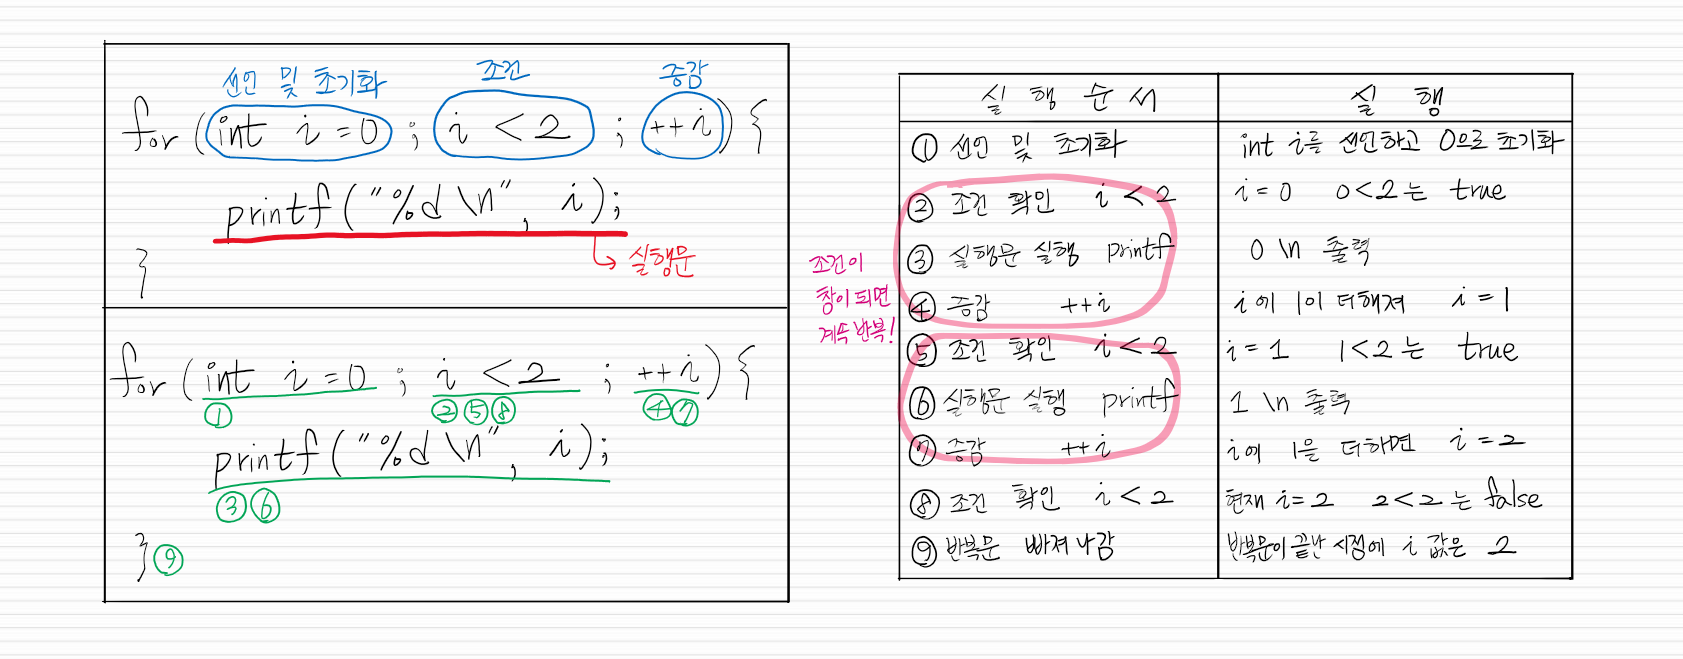 선언 및 초기화 조건 증감
for (int i=0 ; i<2 ; ++i) {
printf("%d \n", i);
}
실행문
for (int i=0 ; i<2 ; ++i) {
① ②⑤⑧ ④⑦
printf("%d \n", i);
③⑥
} ⑨
조건이
참이 되면
계속 반복!
실행 순서 실행
① 선언 및 초기화 int i를 선언하고 0으로 초기화
② 조건 확인 i<2 i=0 0<2는 true
③ 실행문 실행 printf 0 \n 출력
④ 증감 ++i i에 1이 더해져 i=1
⑤ 조건 확인 i<2 i=1 1<2는 true
⑥ 실행문 실행 printf 1 \n 출력
⑦ 증감 ++i i에 1을 더하면 i=2
⑧ 조건 확인 i<2 현재 i=2 2<2는 false
⑨ 반복문 빠져나감 반복문이 끝난 시점에 i 값은 2